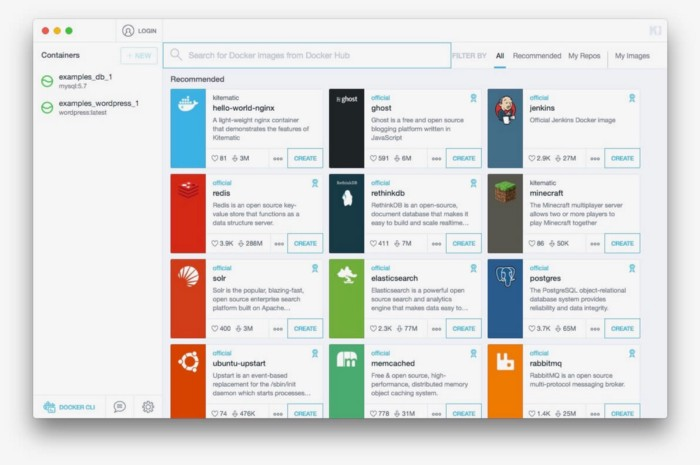 LOGIN
Containers
+ NEW
examples_db_1
mysql:5.7
examples_wordpress_1
wordpress:latest
DOCKER CLI
Search for Docker images from Docker Hub
FILTER BY All Recommended My Repos My Images
Recommended
kitematic
hello-world-nginx
A light-weight nginx container
that demonstrates the features of
Kitematic
81 3M
CREATE
ghost
official
ghost
Ghost is a free and open source
blogging platform written in
JavaScript
591 6M
CREATE
official
jenkins
Official Jenkins Docker image
2.9K 27M
CREATE
official
redis
Redis is an open source key-
value store that functions as a
data structure server.
3.9K 288M
CREATE
RethinkDB
official
rethinkdb
RethinkDB is an open-source,
document database that makes it
easy to build and scale realtime...
411 7M
CREATE
kitematic
minecraft
The Minecraft multiplayer server
allows two or more players to
play Minecraft together
86 50K
CREATE
official
solr
Solr is the popular, blazing-fast,
open source enterprise search
platform built on Apache...
400 3M
CREATE
official
elasticsearch
Elasticsearch is a powerful open
source search and analytics
engine that makes data easy to...
2.3K 77M
CREATE
official
postgres
The PostgreSQL object-relational
database system provides
reliability and data integrity.
3.7K 65M
CREATE
official
ubuntu-upstart
Upstart is an event-based
replacement for the /sbin/init
daemon which starts processes...
74 476K
CREATE
official
memcached
Free & open source, high-
performance, distributed memory
object caching system.
778 31M
CREATE
official
rabbitmq
RabbitMQ is an open source
multi-protocol messaging broker.
1.4K 25M
CREATE